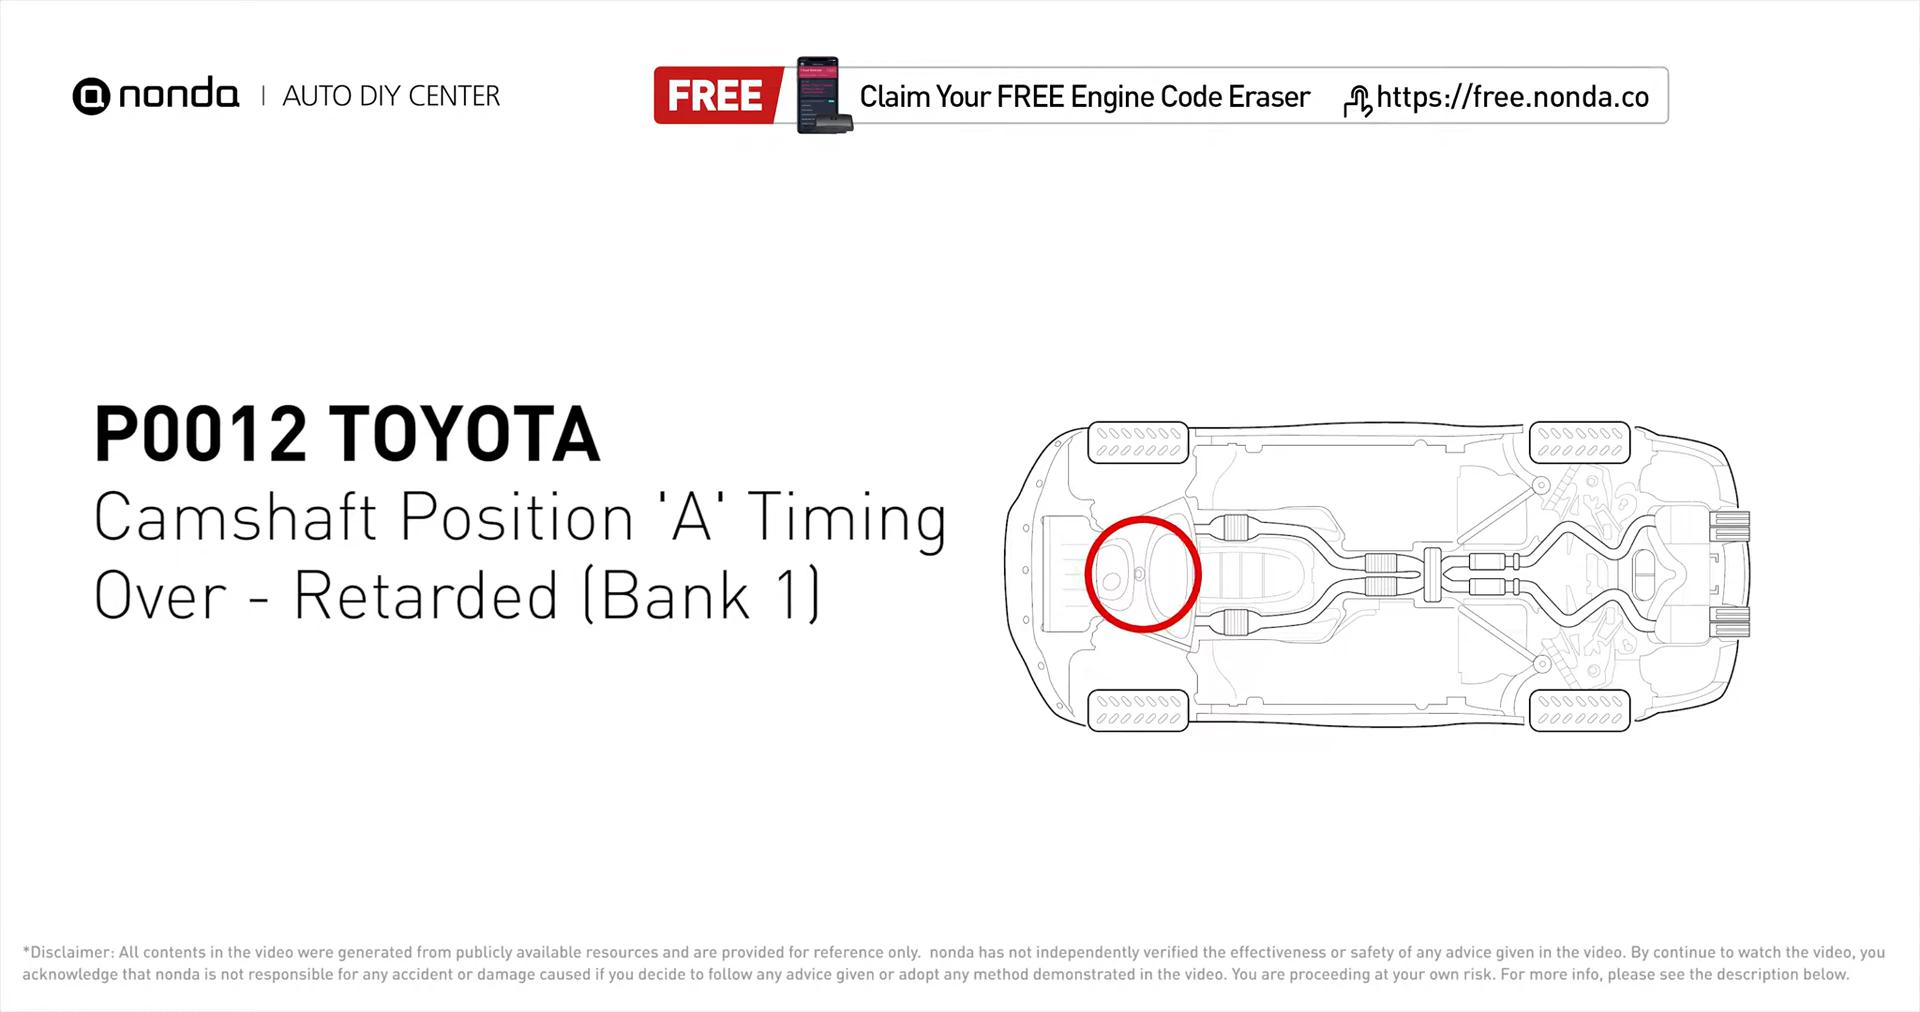 nonda | AUTO DIY CENTER
FREE Claim Your FREE Engine Code Eraser https://free.nonda.co
P0012 TOYOTA
Camshaft Position 'A' Timing
Over - Retarded (Bank 1)
*Disclaimer: All contents in the video were generated from publicly available resources and are provided for reference only. nonda has not independently verified the effectiveness or safety of any advice given in the video. By continue to watch the video, you
acknowledge that nonda is not responsible for any accident or damage caused if you decide to follow any advice given or adopt any method demonstrated in the video. You are proceeding at your own risk. For more info, please see the description below.